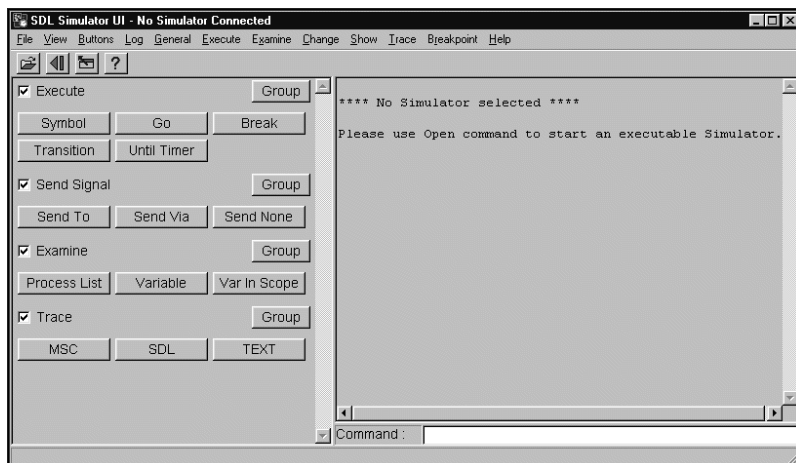 SDL Simulator UI - No Simulator Connected
File View Buttons Log General Execute Examine Change Show Trace Breakpoint Help
?
Execute Group
Symbol Go Break
Transition Until Timer
Send Signal Group
Send To Send Via Send None
Examine Group
Process List Variable Var In Scope
Trace Group
MSC SDL TEXT
**** No Simulator selected ****
Please use Open command to start an executable Simulator.
Command :